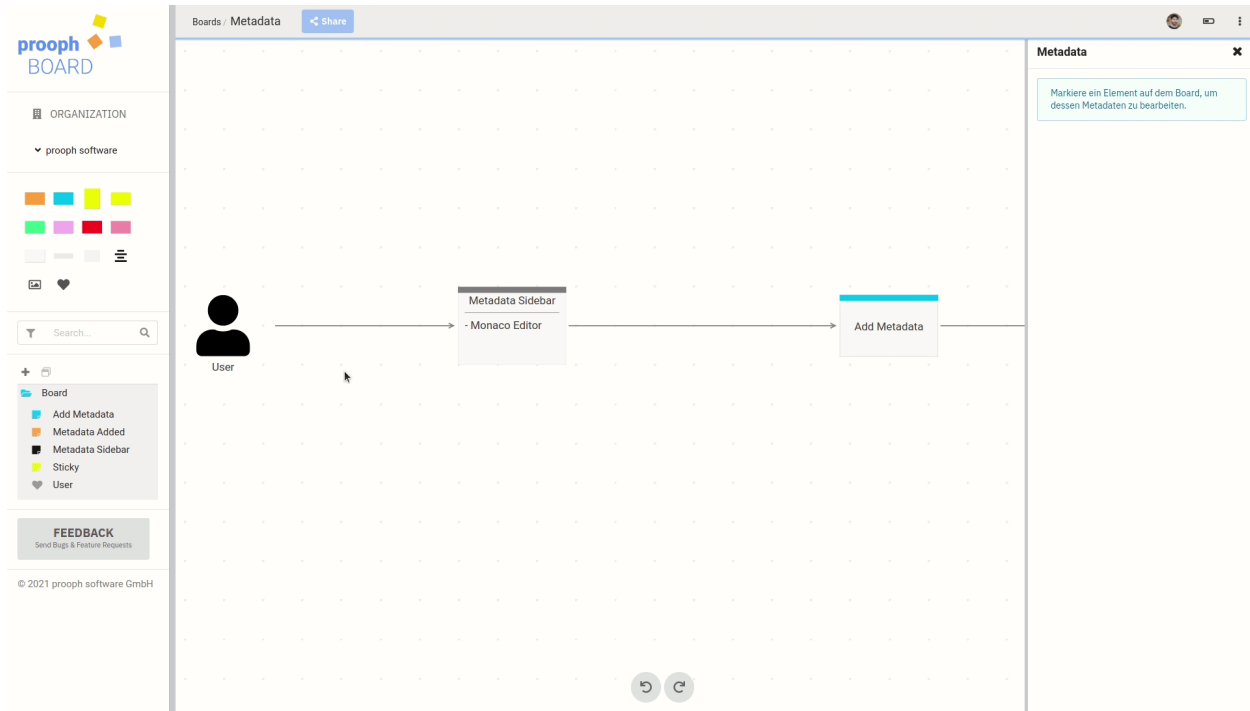 prooph
BOARD
ORGANIZATION
prooph software
Search...
Board
Add Metadata
Metadata Added
Metadata Sidebar
Sticky
User
FEEDBACK
Send Bugs & Feature Requests
© 2021 prooph software GmbH
Boards / Metadata
Share
User
Metadata Sidebar
- Monaco Editor
Add Metadata
Metadata
Markiere ein Element auf dem Board, um
dessen Metadaten zu bearbeiten.